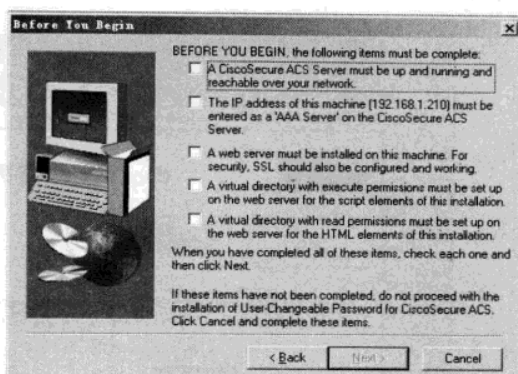 Before You Begin
BEFORE YOU BEGIN, the following items must be complete:
A CiscoSecure ACS Server must be up and running and
reachable over your network.
The IP address of this machine [192.168.1.210] must be
entered as a 'AAA Server' on the CiscoSecure ACS
Server.
A web server must be installed on this machine. For
security, SSL should also be configured and working.
A virtual directory with execute permissions must be set up
on the web server for the script elements of this installation.
A virtual directory with read permissions must be set up on
the web server for the HTML elements of this installation.
When you have completed all of these items, check each one and
then click Next.
If these items have not been completed, do not proceed with the
installation of User-Changeable Password for CiscoSecure ACS.
Click Cancel and complete these items.
< Back
Next >
Cancel